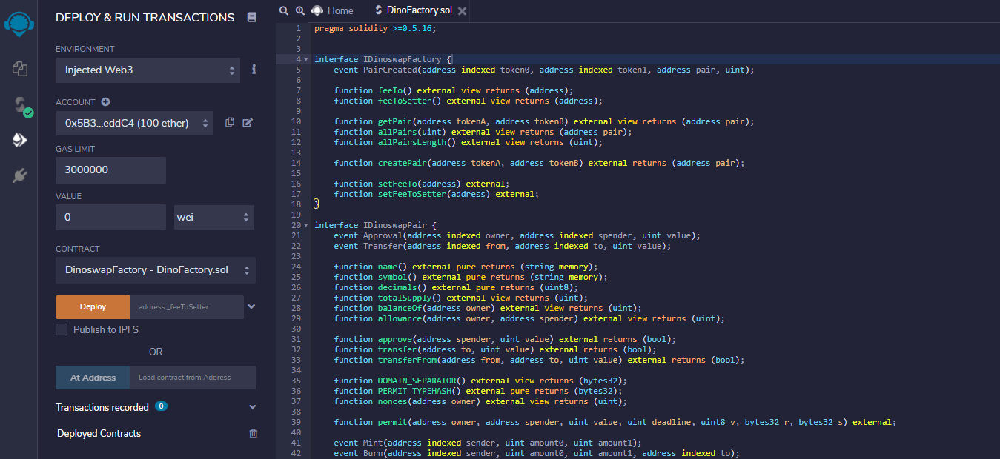 DEPLOY & RUN TRANSACTIONS
ENVIRONMENT
Injected Web3
i
ACCOUNT
0x5B3...eddC4 (100 ether)
GAS LIMIT
3000000
VALUE
0
wei
CONTRACT
DinoswapFactory - DinoFactory.sol
Deploy
address _feeToSetter
Publish to IPFS
OR
At Address
Load contract from Address
Transactions recorded 0
Deployed Contracts
Home
DinoFactory.sol
1 pragma solidity >=0.5.16;
2
3
4 interface IDinoswapFactory {
5 event PairCreated(address indexed token0, address indexed token1, address pair, uint);
6
7 function feeTo() external view returns (address);
8 function feeToSetter() external view returns (address);
9
10 function getPair(address tokenA, address tokenB) external view returns (address pair);
11 function allPairs(uint) external view returns (address pair);
12 function allPairsLength() external view returns (uint);
13
14 function createPair(address tokenA, address tokenB) external returns (address pair);
15
16 function setFeeTo(address) external;
17 function setFeeToSetter(address) external;
18 }
19
20 interface IDinoswapPair {
21 event Approval(address indexed owner, address indexed spender, uint value);
22 event Transfer(address indexed from, address indexed to, uint value);
23
24 function name() external pure returns (string memory);
25 function symbol() external pure returns (string memory);
26 function decimals() external pure returns (uint8);
27 function totalSupply() external view returns (uint);
28 function balanceOf(address owner) external view returns (uint);
29 function allowance(address owner, address spender) external view returns (uint);
30
31 function approve(address spender, uint value) external returns (bool);
32 function transfer(address to, uint value) external returns (bool);
33 function transferFrom(address from, address to, uint value) external returns (bool);
34
35 function DOMAIN_SEPARATOR() external view returns (bytes32);
36 function PERMIT_TYPEHASH() external pure returns (bytes32);
37 function nonces(address owner) external view returns (uint);
38
39 function permit(address owner, address spender, uint value, uint deadline, uint8 v, bytes32 r, bytes32 s) external;
40
41 event Mint(address indexed sender, uint amount0, uint amount1);
42 event Burn(address indexed sender, uint amount0, uint amount1, address indexed to);